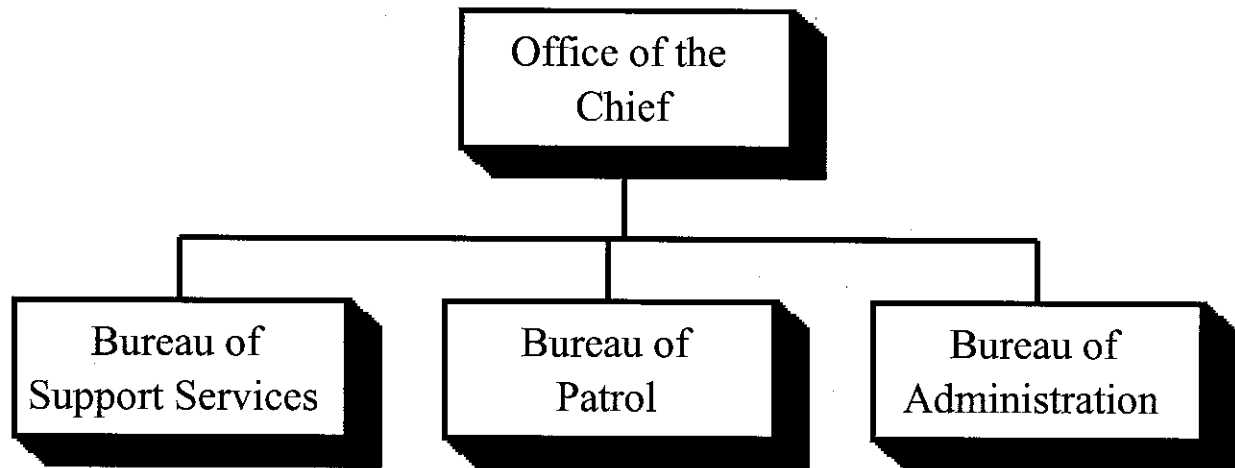 Office of the
Chief
Bureau of
Support Services
Bureau of
Patrol
Bureau of
Administration